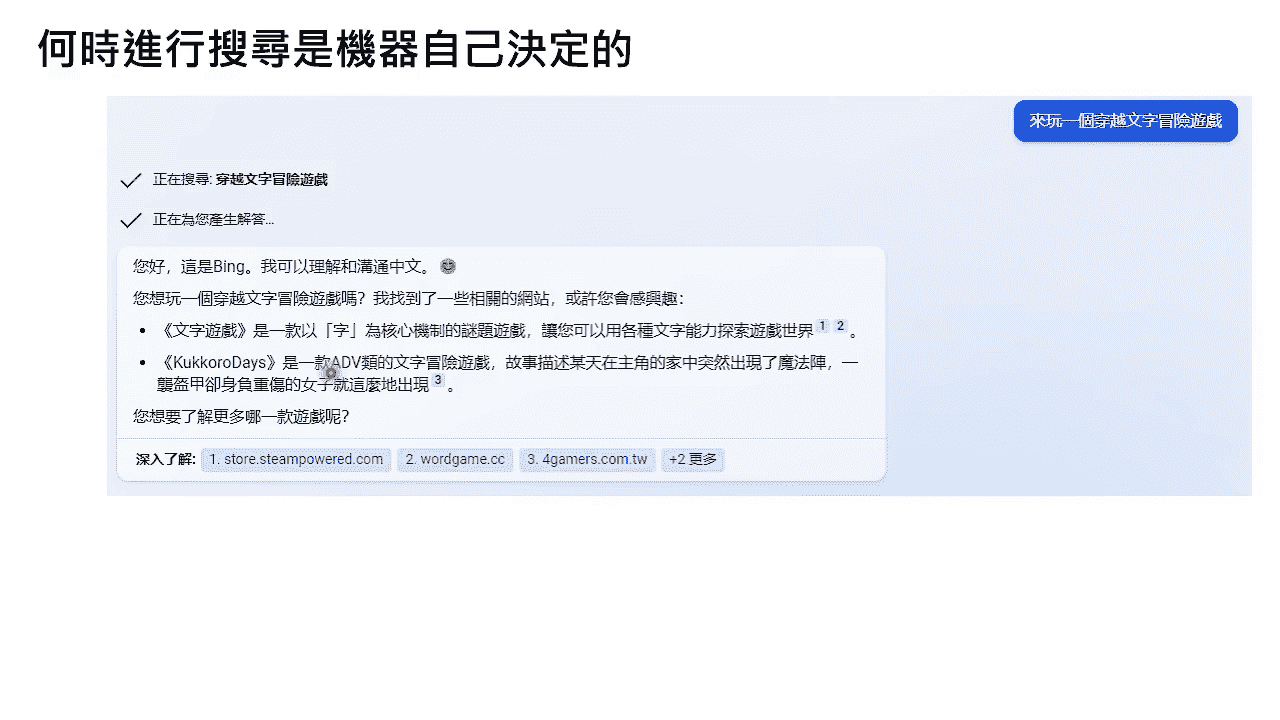 何時進行搜尋是機器自己決定的
來玩一個穿越文字冒險遊戲
正在搜尋: 穿越文字冒險遊戲
正在為您產生解答...
您好，這是Bing。我可以理解和溝通中文。😊
您想玩一個穿越文字冒險遊戲嗎？我找到了一些相關的網站，或許您會感興趣：
• 《文字遊戲》是一款以「字」為核心機制的謎題遊戲，讓您可以用各種文字能力探索遊戲世界 1 2 。
• 《KukkoroDays》是一款ADV類的文字冒險遊戲，故事描述某天在主角的家中突然出現了魔法陣，一
襲盔甲卻身負重傷的女子就這麼地出現 3 。
您想要了解更多哪一款遊戲呢？
深入了解: 1. store.steampowered.com 2. wordgame.cc 3. 4gamers.com.tw +2 更多